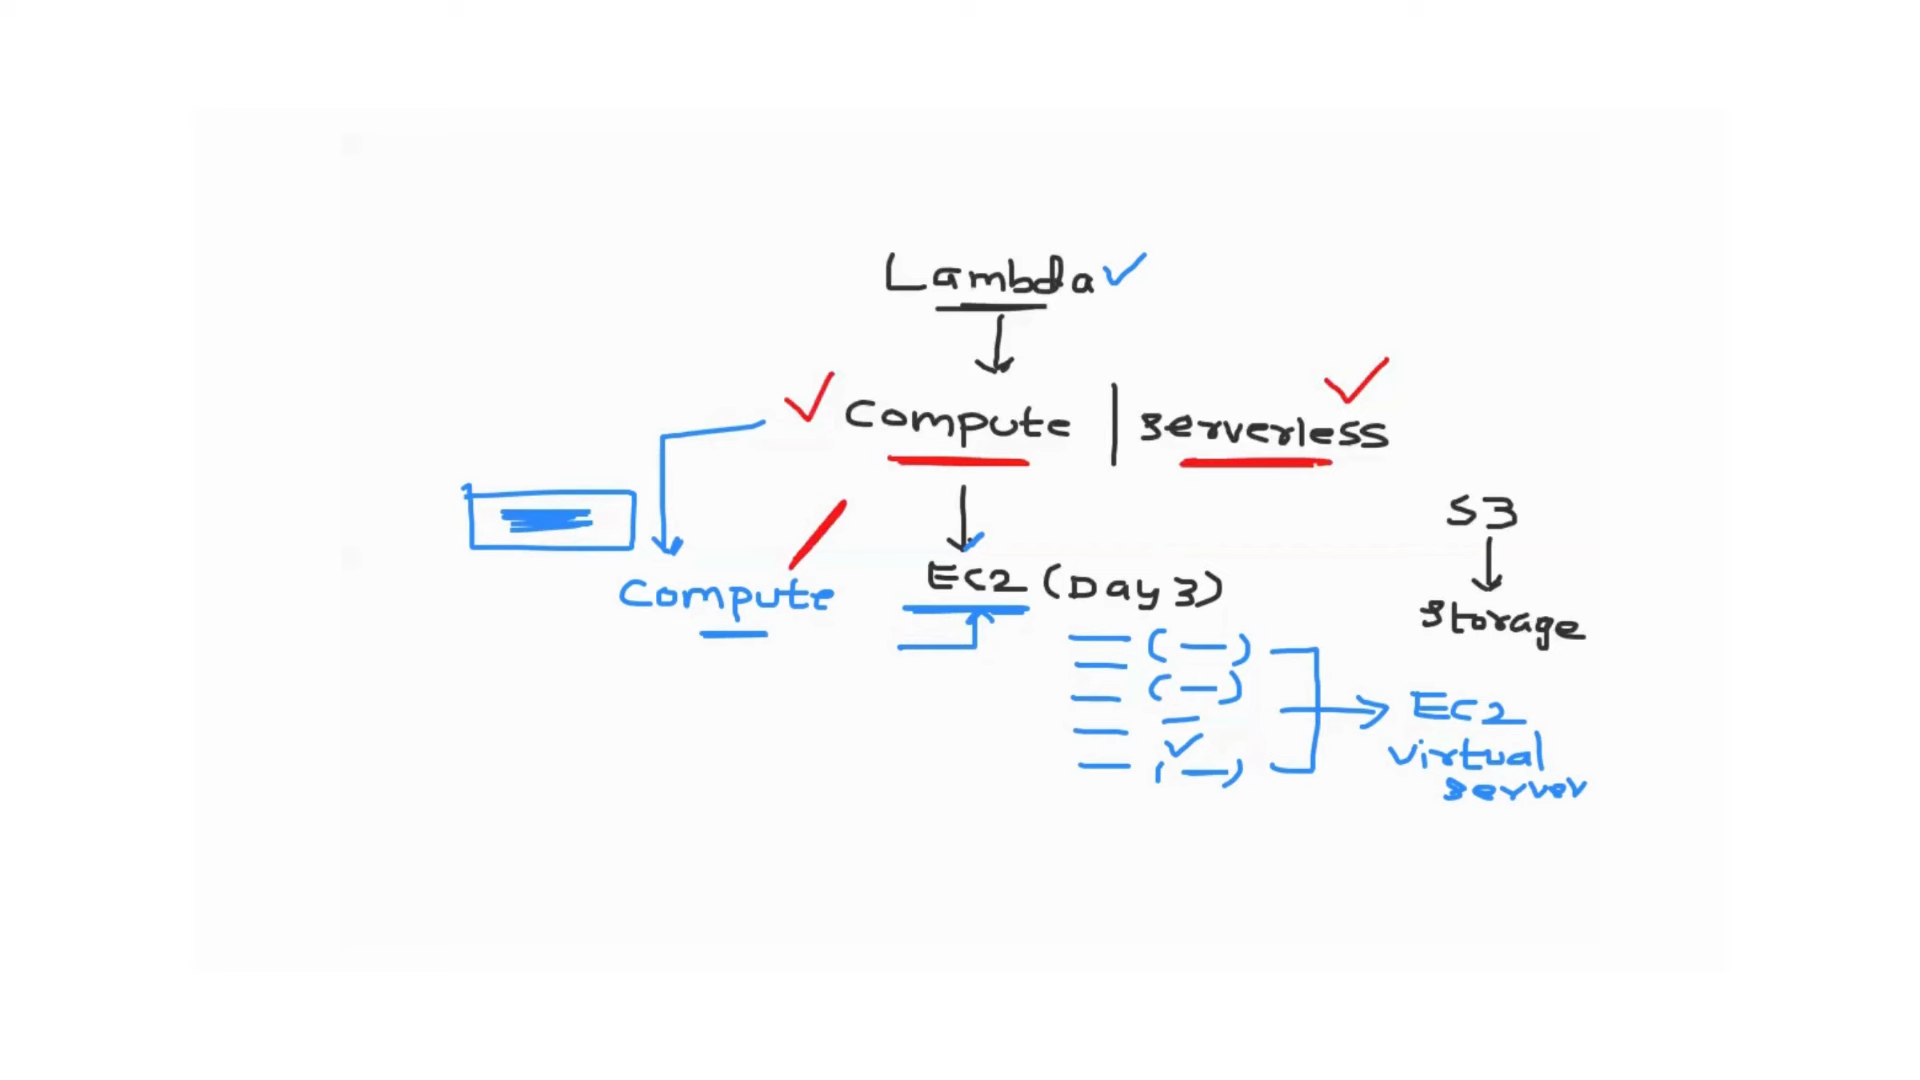 Lambda
Compute | Serverless
S3
Storage
Compute
EC2 (Day 3)
EC2
Virtual
Server